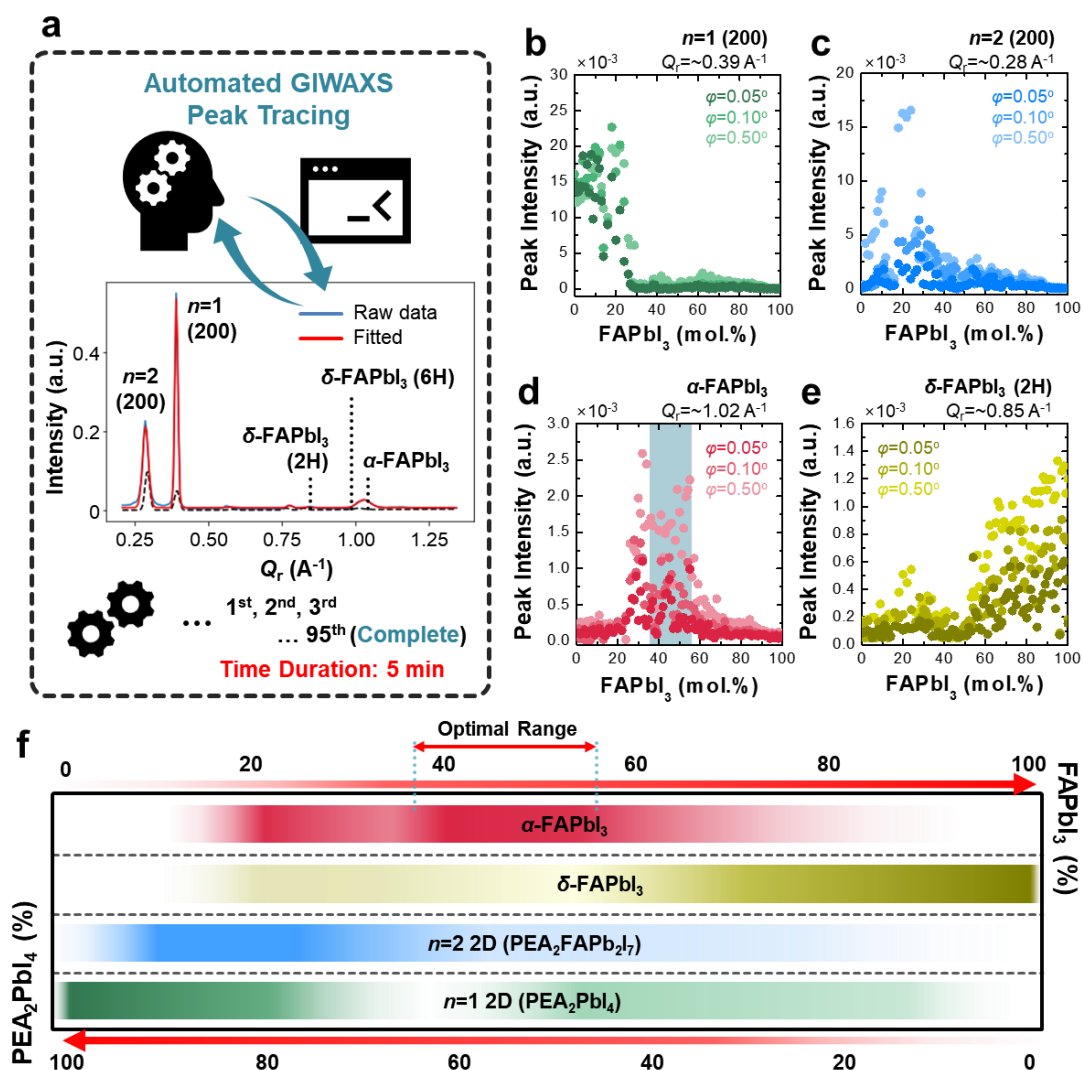 a
Automated GIWAXS
Peak Tracing
n=1
(200)
n=2
(200)
Raw data
Fitted
δ-FAPbI₃ (6H)
δ-FAPbI₃
(2H)
α-FAPbI₃
Intensity (a.u.)
0.4
0.2
0
0.25 0.50 0.75 1.00 1.25
Qᵣ (A⁻¹)
... 1ˢᵗ, 2ⁿᵈ, 3ʳᵈ
... 95ᵗʰ (Complete)
Time Duration: 5 min
b
n=1 (200)
×10⁻³ Qᵣ=~0.39 A⁻¹
φ=0.05º
φ=0.10º
φ=0.50º
Peak Intensity (a.u.)
30
25
20
15
10
5
0
0 20 40 60 80 100
FAPbI₃ (mol.%)
c
n=2 (200)
×10⁻³ Qᵣ=~0.28 A⁻¹
φ=0.05º
φ=0.10º
φ=0.50º
Peak Intensity (a.u.)
20
15
10
5
0
0 20 40 60 80 100
FAPbI₃ (mol.%)
d
α-FAPbI₃
×10⁻³ Qᵣ=~1.02 A⁻¹
φ=0.05º
φ=0.10º
φ=0.50º
Peak Intensity (a.u.)
3.0
2.5
2.0
1.5
1.0
0.5
0.0
0 20 40 60 80 100
FAPbI₃ (mol.%)
e
δ-FAPbI₃ (2H)
×10⁻³ Qᵣ=~0.85 A⁻¹
φ=0.05º
φ=0.10º
φ=0.50º
Peak Intensity (a.u.)
1.6
1.4
1.2
1.0
0.8
0.6
0.4
0.2
0.0
0 20 40 60 80 100
FAPbI₃ (mol.%)
f
Optimal Range
0 20 40 60 80 100
FAPbI₃ (%)
α-FAPbI₃
δ-FAPbI₃
n=2 2D (PEA₂FAPb₂I₇)
n=1 2D (PEA₂PbI₄)
PEA₂PbI₄ (%)
100 80 60 40 20 0